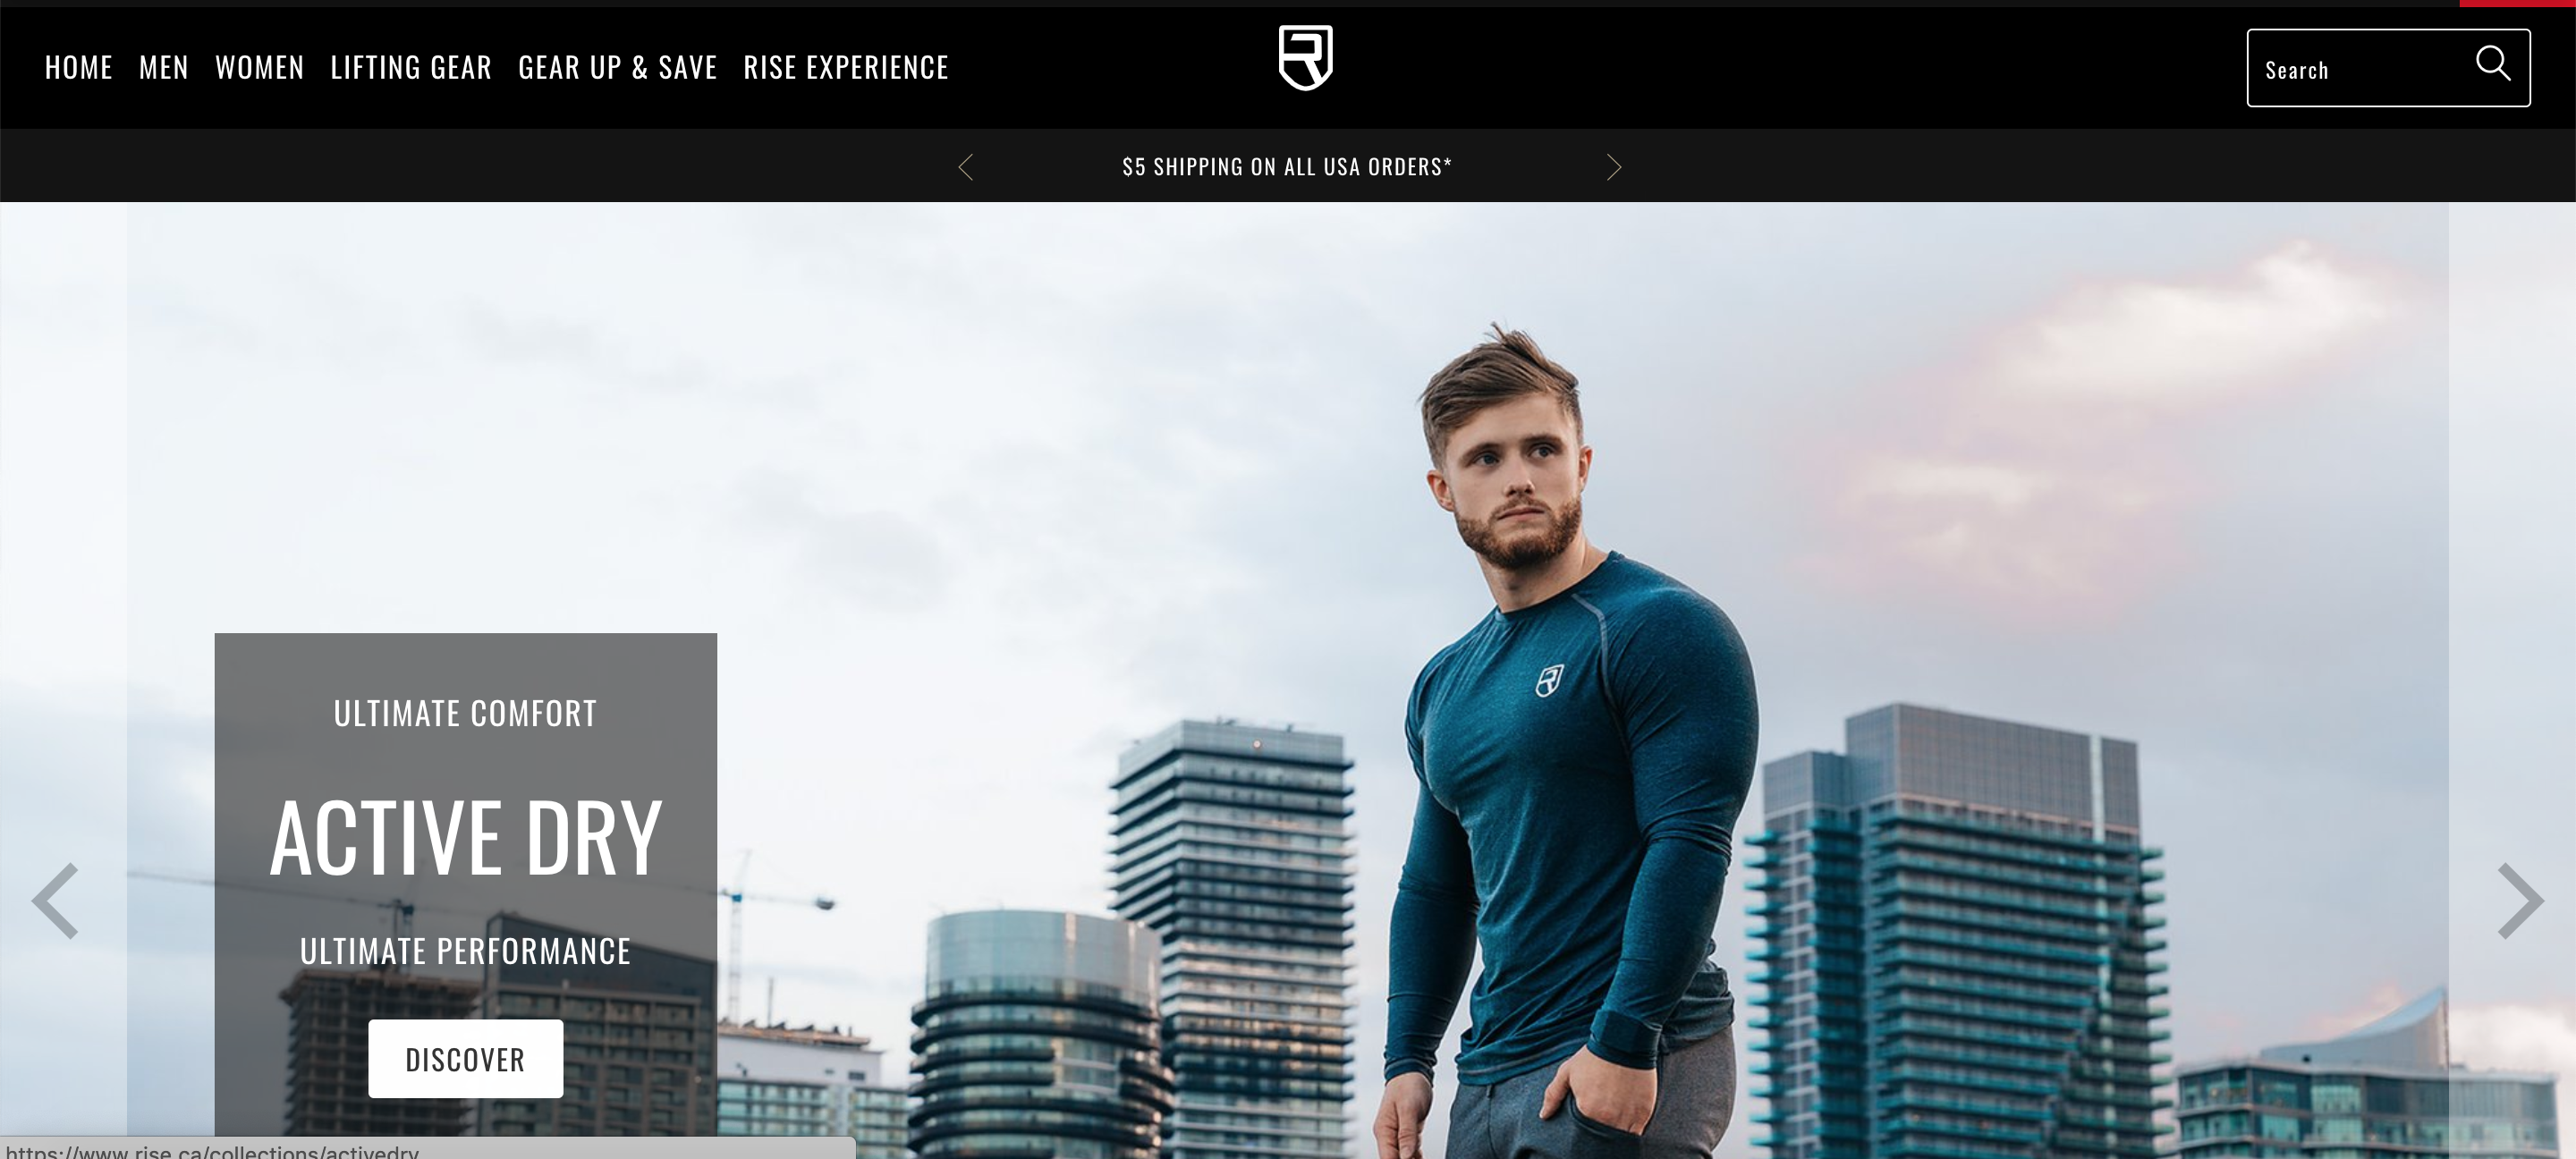 HOME MEN WOMEN LIFTING GEAR GEAR UP & SAVE RISE EXPERIENCE
Search
$5 SHIPPING ON ALL USA ORDERS*
ULTIMATE COMFORT
ACTIVE DRY
ULTIMATE PERFORMANCE
DISCOVER
https://www.rise.ca/collections/activedry